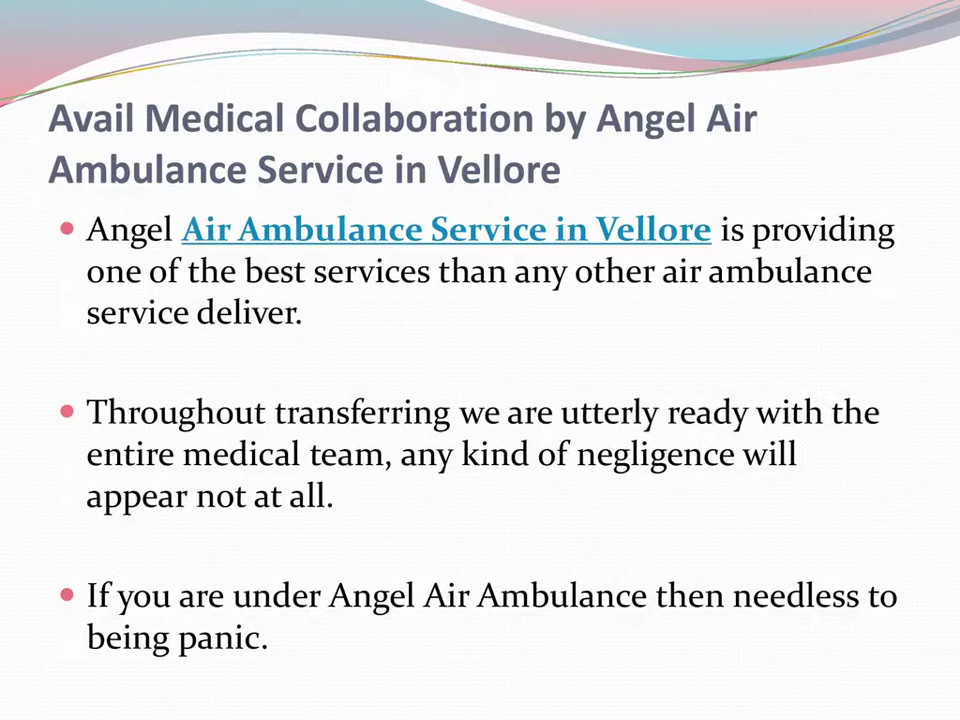 Avail Medical Collaboration by Angel Air
Ambulance Service in Vellore
• Angel Air Ambulance Service in Vellore is providing
one of the best services than any other air ambulance
service deliver.
• Throughout transferring we are utterly ready with the
entire medical team, any kind of negligence will
appear not at all.
• If you are under Angel Air Ambulance then needless to
being panic.